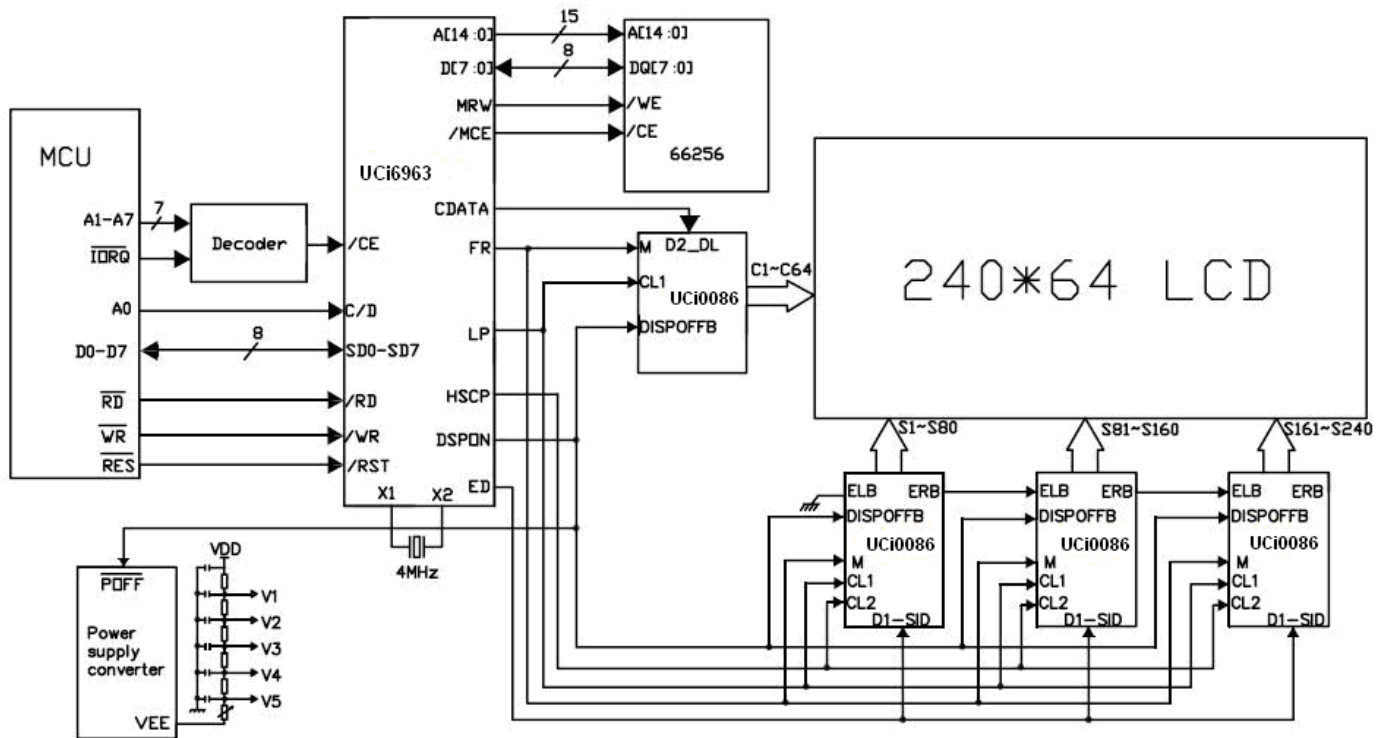 MCU
A1-A7
IORQ
A0
D0-D7
RD
WR
RES
7
8
Decoder
UCi6963
A[14:0]
D[7:0]
MRW
/MCE
CDATA
FR
LP
HSCP
DSPON
ED
/CE
C/D
SD0-SD7
/RD
/WR
/RST
X1 X2
4MHz
15
8
A[14:0]
DQ[7:0]
/WE
/CE
66256
D2_DL
M
CL1
UCi0086
DISPOFFB
C1~C64
240*64 LCD
S1~S80
S81~S160
S161~S240
ELB ERB
DISPOFFB
UCi0086
M
CL1
CL2
D1-SID
ELB ERB
DISPOFFB
UCi0086
M
CL1
CL2
D1-SID
ELB ERB
DISPOFFB
UCi0086
M
CL1
CL2
D1-SID
POFF
Power
supply
converter
VEE
VDD
V1
V2
V3
V4
V5